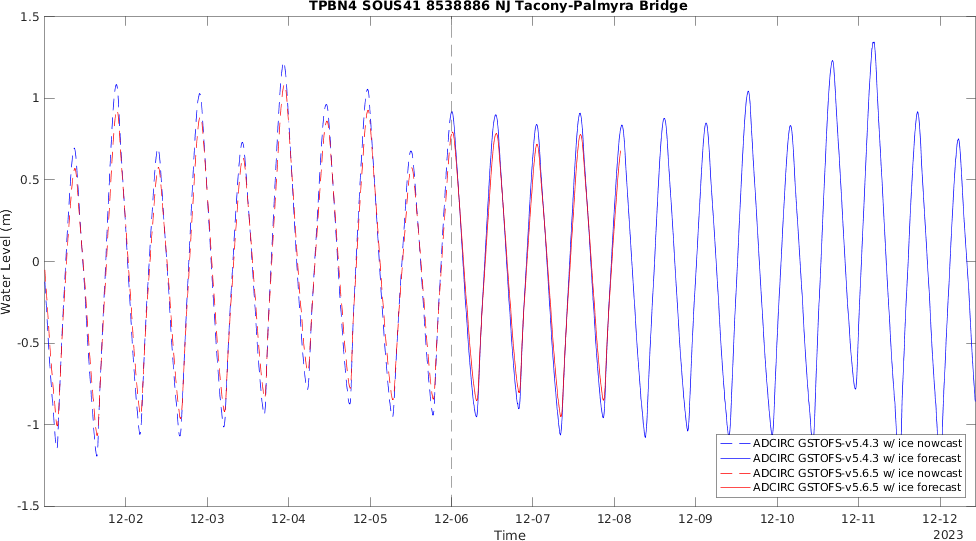 TPBN4 SOUS41 8538886 NJ Tacony-Palmyra Bridge
1.5
1
0.5
0
-0.5
-1
-1.5
Water Level (m)
12-02 12-03 12-04 12-05 12-06 12-07 12-08 12-09 12-10 12-11 12-12
Time
2023
ADCIRC GSTOFS-v5.4.3 w/ ice nowcast
ADCIRC GSTOFS-v5.4.3 w/ ice forecast
ADCIRC GSTOFS-v5.6.5 w/ ice nowcast
ADCIRC GSTOFS-v5.6.5 w/ ice forecast